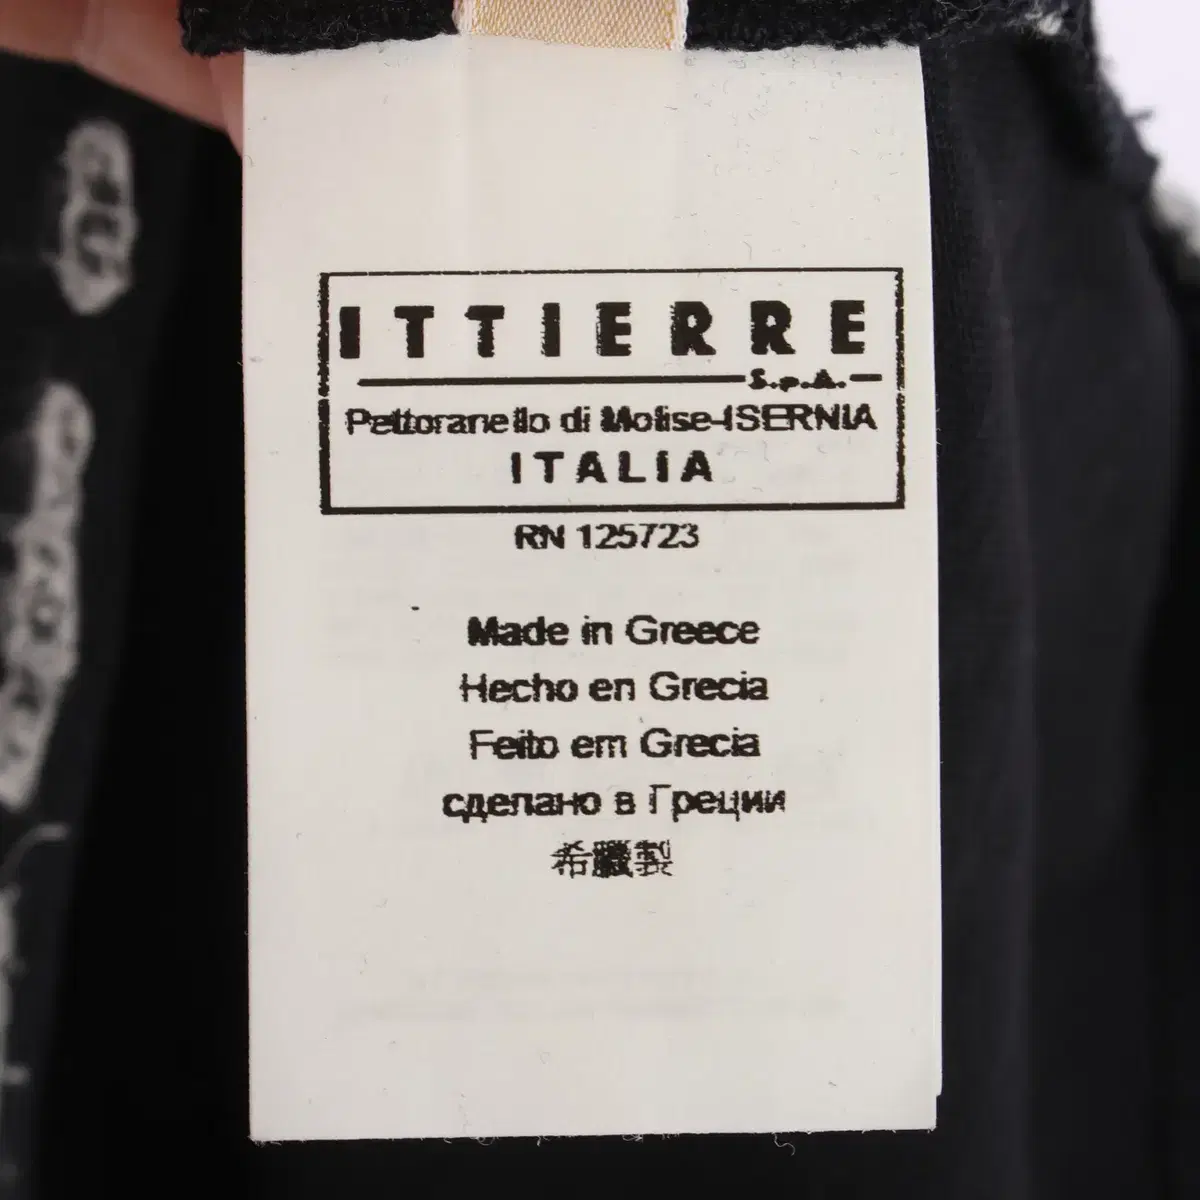 ITTIERRE
S.p.A.
Pettoranello di Molise-ISERNIA
ITALIA
RN 125723
Made in Greece
Hecho en Grecia
Feito em Grecia
сделано в Греции
希臘製